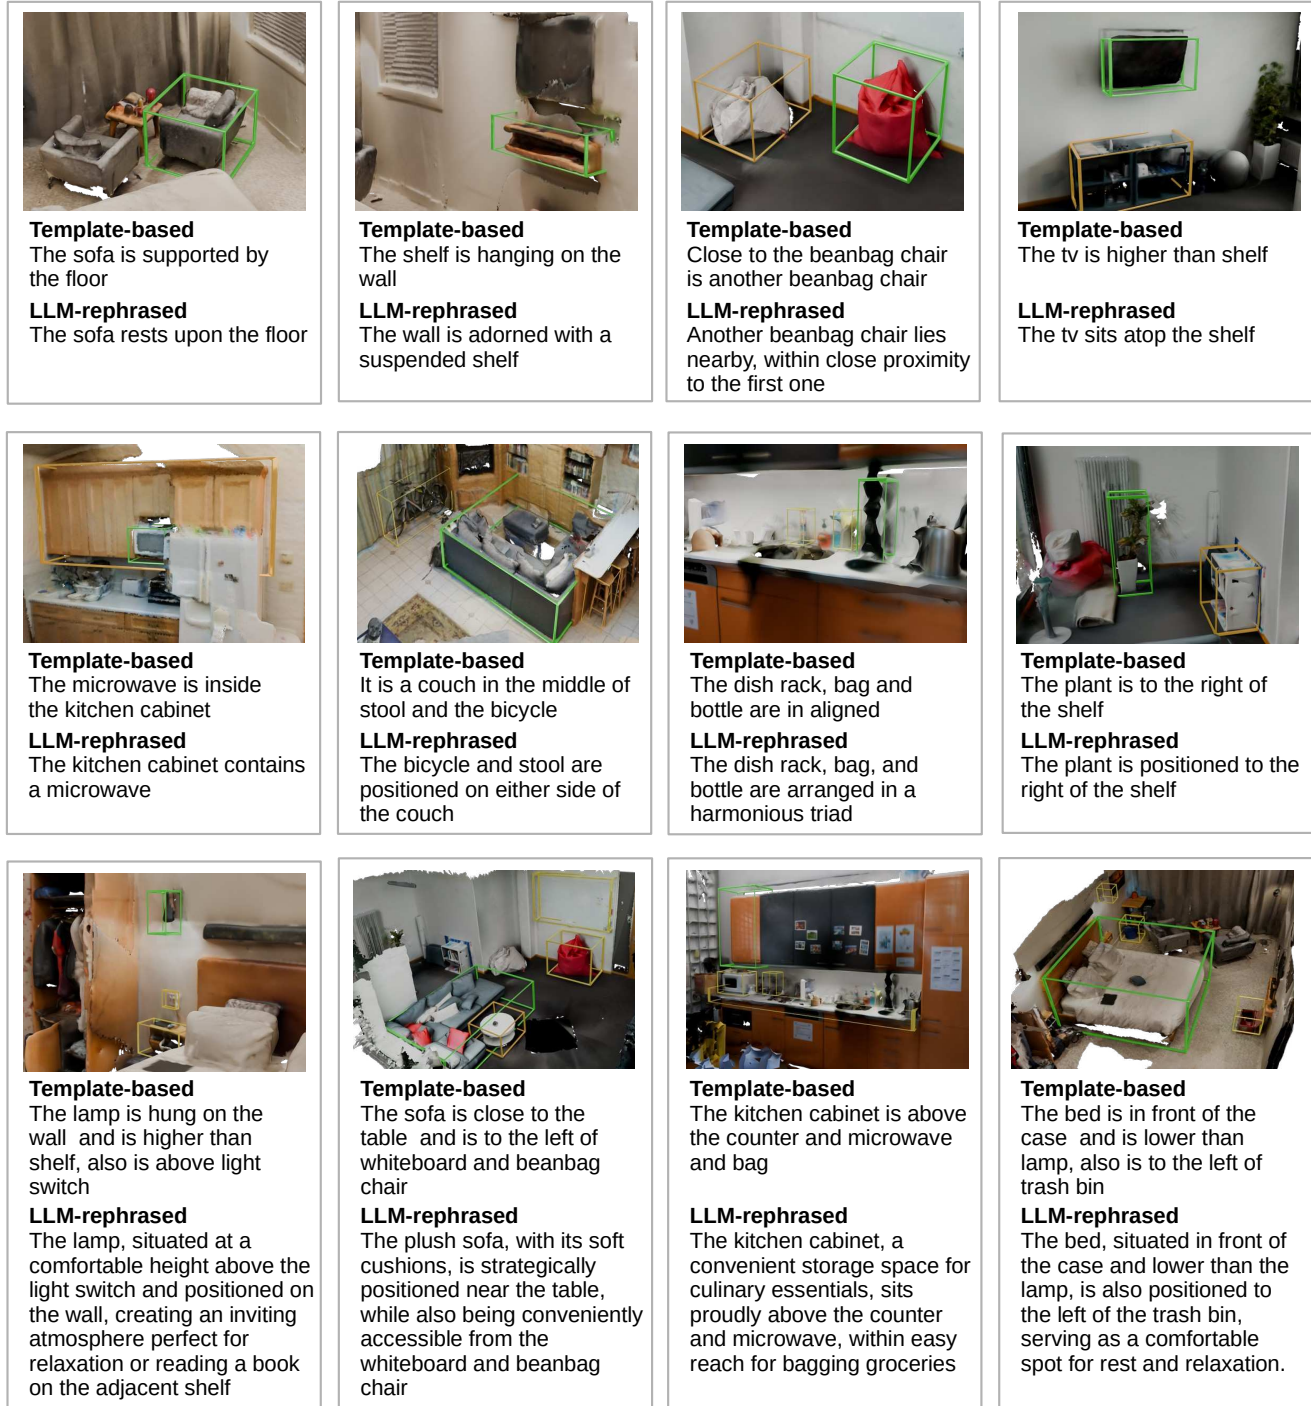 Template-based
The sofa is supported by
the floor
LLM-rephrased
The sofa rests upon the floor
Template-based
The shelf is hanging on the
wall
LLM-rephrased
The wall is adorned with a
suspended shelf
Template-based
Close to the beanbag chair
is another beanbag chair
LLM-rephrased
Another beanbag chair lies
nearby, within close proximity
to the first one
Template-based
The tv is higher than shelf
LLM-rephrased
The tv sits atop the shelf
Template-based
The microwave is inside
the kitchen cabinet
LLM-rephrased
The kitchen cabinet contains
a microwave
Template-based
It is a couch in the middle of
stool and the bicycle
LLM-rephrased
The bicycle and stool are
positioned on either side of
the couch
Template-based
The dish rack, bag and
bottle are in aligned
LLM-rephrased
The dish rack, bag, and
bottle are arranged in a
harmonious triad
Template-based
The plant is to the right of
the shelf
LLM-rephrased
The plant is positioned to the
right of the shelf
Template-based
The lamp is hung on the
wall  and is higher than
shelf, also is above light
switch
LLM-rephrased
The lamp, situated at a
comfortable height above the
light switch and positioned on
the wall, creating an inviting
atmosphere perfect for
relaxation or reading a book
on the adjacent shelf
Template-based
The sofa is close to the
table  and is to the left of
whiteboard and beanbag
chair
LLM-rephrased
The plush sofa, with its soft
cushions, is strategically
positioned near the table,
while also being conveniently
accessible from the
whiteboard and beanbag
chair
Template-based
The kitchen cabinet is above
the counter and microwave
and bag
LLM-rephrased
The kitchen cabinet, a
convenient storage space for
culinary essentials, sits
proudly above the counter
and microwave, within easy
reach for bagging groceries
Template-based
The bed is in front of the
case  and is lower than
lamp, also is to the left of
trash bin
LLM-rephrased
The bed, situated in front of
the case and lower than the
lamp, is also positioned to
the left of the trash bin,
serving as a comfortable
spot for rest and relaxation.